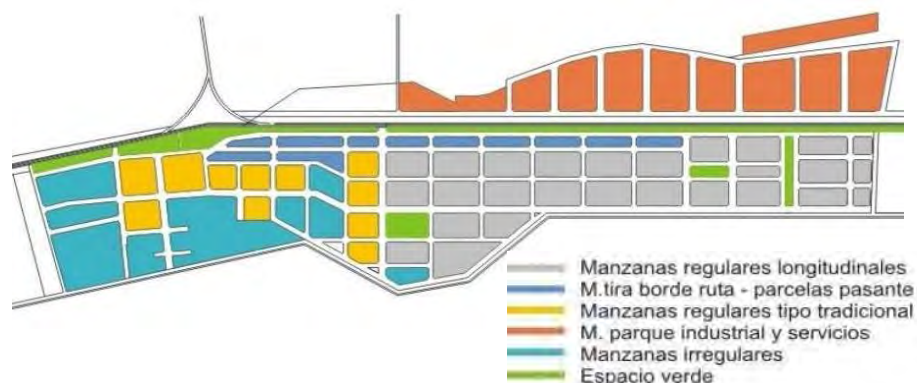 Manzanas regulares longitudinales
M.tira borde ruta - parcelas pasante
Manzanas regulares tipo tradicional
M. parque industrial y servicios
Manzanas irregulares
Espacio verde